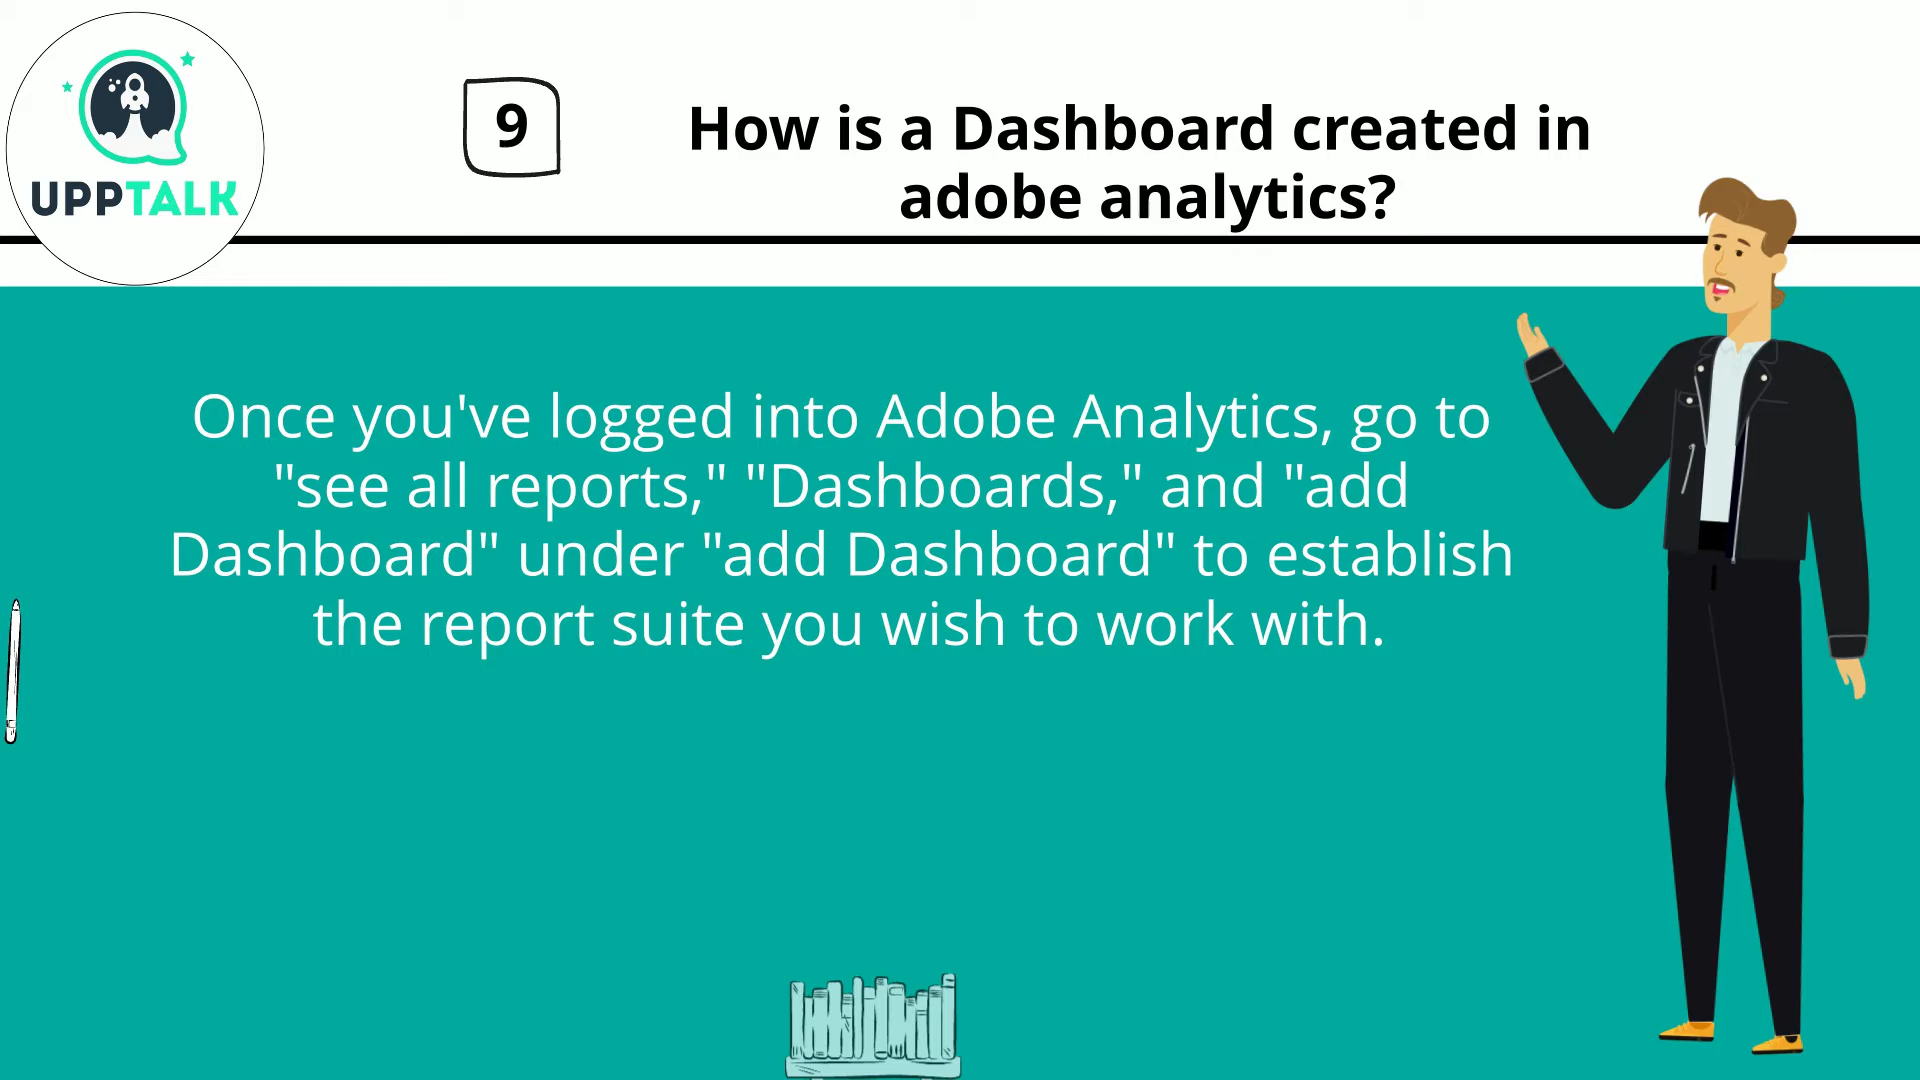 UPPTALK
9
How is a Dashboard created in
adobe analytics?
Once you've logged into Adobe Analytics, go to
"see all reports," "Dashboards," and "add
Dashboard" under "add Dashboard" to establish
the report suite you wish to work with.